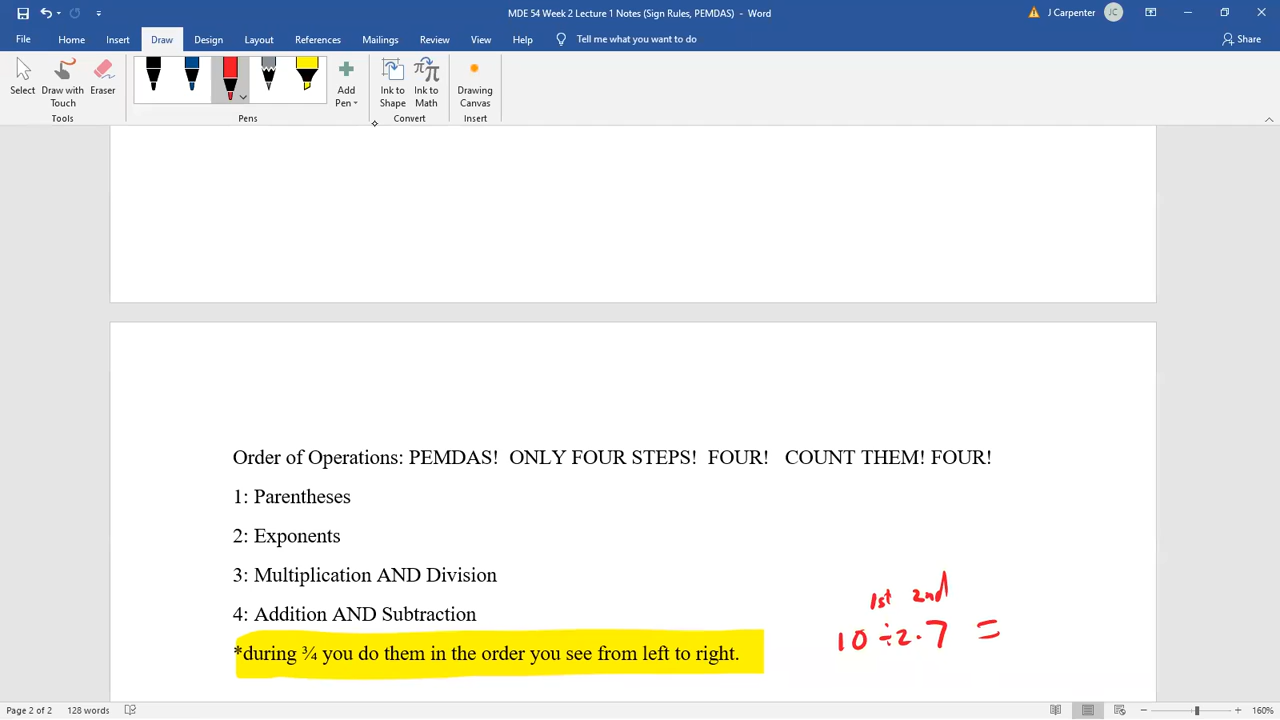 MDE 54 Week 2 Lecture 1 Notes (Sign Rules, PEMDAS) - Word
J Carpenter JC
File Home Insert Draw Design Layout References Mailings Review View Help Tell me what you want to do Share
Select
Draw with Touch
Eraser
Add Pen
Ink to Shape
Ink to Math
Drawing Canvas
Tools Pens Convert Insert
Order of Operations: PEMDAS! ONLY FOUR STEPS! FOUR! COUNT THEM! FOUR!
1: Parentheses
2: Exponents
3: Multiplication AND Division
4: Addition AND Subtraction
1st 2nd
10 ÷ 2 · 7 =
*during ¾ you do them in the order you see from left to right.
Page 2 of 2 128 words 160%